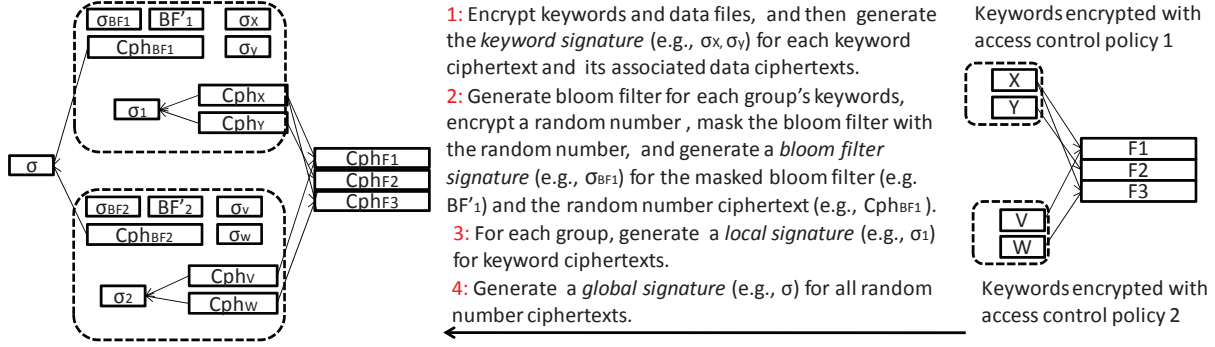 σBF1 BF'1 σX
CphBF1 σy
σ1 CphX
CphY
σ
CphF1
CphF2
CphF3
σBF2 BF'2 σv
CphBF2 σw
σ2 CphV
CphW
1: Encrypt keywords and data files, and then generate
the keyword signature (e.g., σX, σy) for each keyword
ciphertext and its associated data ciphertexts.
2: Generate bloom filter for each group's keywords,
encrypt a random number , mask the bloom filter with
the random number, and generate a bloom filter
signature (e.g., σBF1) for the masked bloom filter (e.g.
BF'1) and the random number ciphertext (e.g., CphBF1).
3: For each group, generate a local signature (e.g., σ1)
for keyword ciphertexts.
4: Generate a global signature (e.g., σ) for all random
number ciphertexts.
Keywords encrypted with
access control policy 1
X
Y
F1
F2
F3
V
W
Keywords encrypted with
access control policy 2